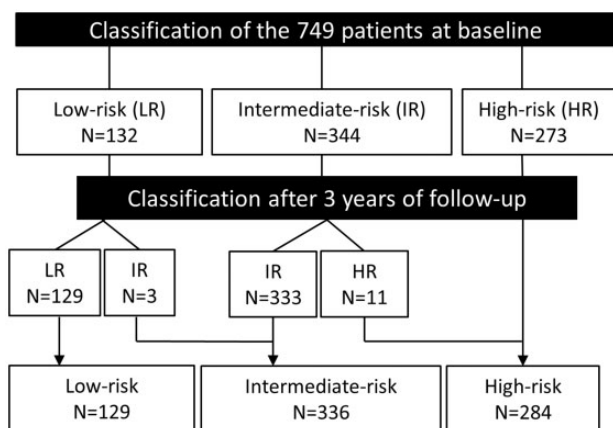 Classification of the 749 patients at baseline
Low-risk (LR)
N=132
Intermediate-risk (IR)
N=344
High-risk (HR)
N=273
Classification after 3 years of follow-up
LR
N=129
IR
N=3
IR
N=333
HR
N=11
Low-risk
N=129
Intermediate-risk
N=336
High-risk
N=284